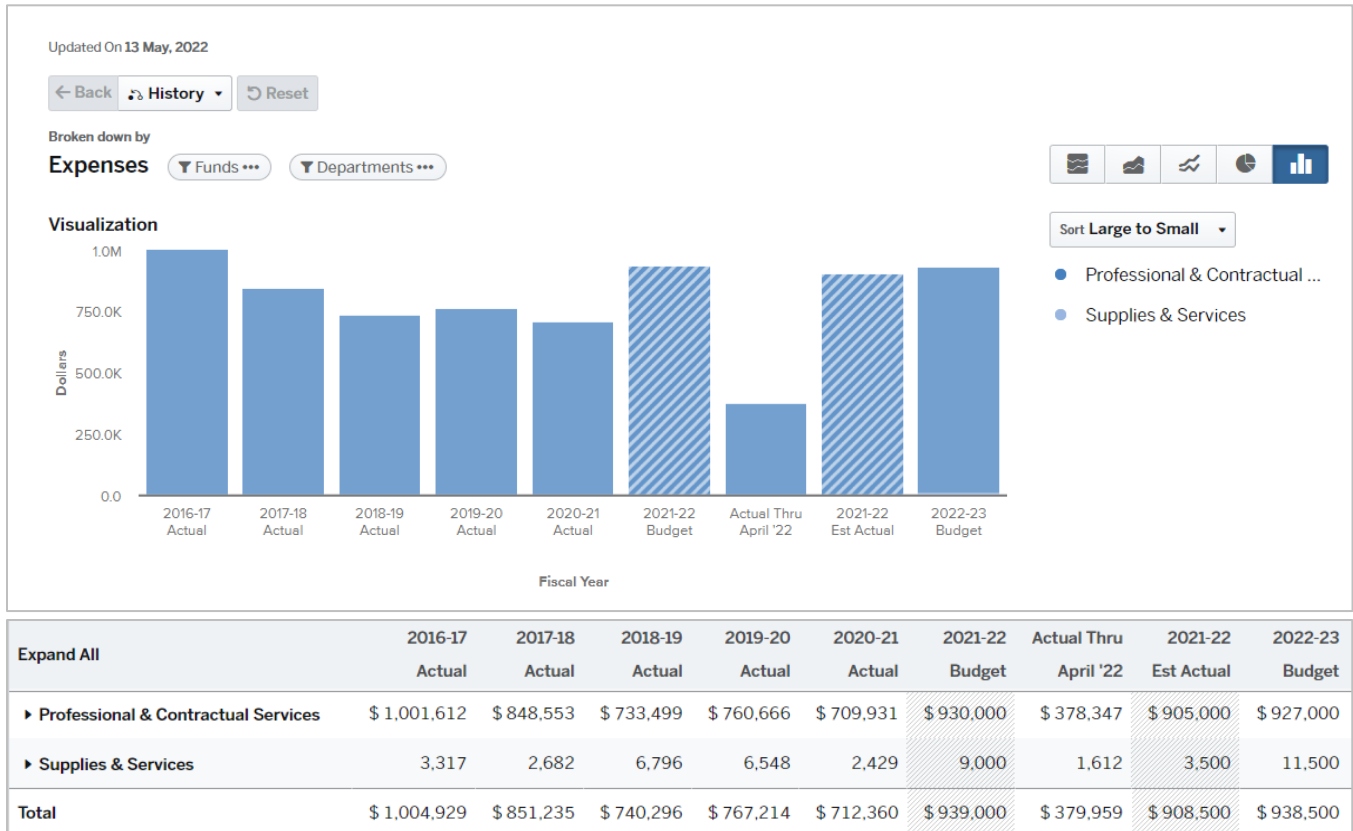 Updated On 13 May, 2022
Back History Reset
Broken down by
Expenses Funds ••• Departments •••
Visualization
Sort Large to Small
Professional & Contractual ...
Supplies & Services
1.0M
750.0K
500.0K
250.0K
0.0
Dollars
2016-17 Actual
2017-18 Actual
2018-19 Actual
2019-20 Actual
2020-21 Actual
2021-22 Budget
Actual Thru April '22
2021-22 Est Actual
2022-23 Budget
Fiscal Year
Expand All 2016-17 Actual 2017-18 Actual 2018-19 Actual 2019-20 Actual 2020-21 Actual 2021-22 Budget Actual Thru April '22 2021-22 Est Actual 2022-23 Budget
Professional & Contractual Services $ 1,001,612 $ 848,553 $ 733,499 $ 760,666 $ 709,931 $ 930,000 $ 378,347 $ 905,000 $ 927,000
Supplies & Services 3,317 2,682 6,796 6,548 2,429 9,000 1,612 3,500 11,500
Total $ 1,004,929 $ 851,235 $ 740,296 $ 767,214 $ 712,360 $ 939,000 $ 379,959 $ 908,500 $ 938,500